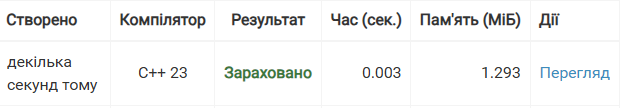 Створено Компілятор Результат Час (сек.) Пам'ять (МіБ) Дії
декілька
секунд тому C++ 23 Зараховано 0.003 1.293 Перегляд